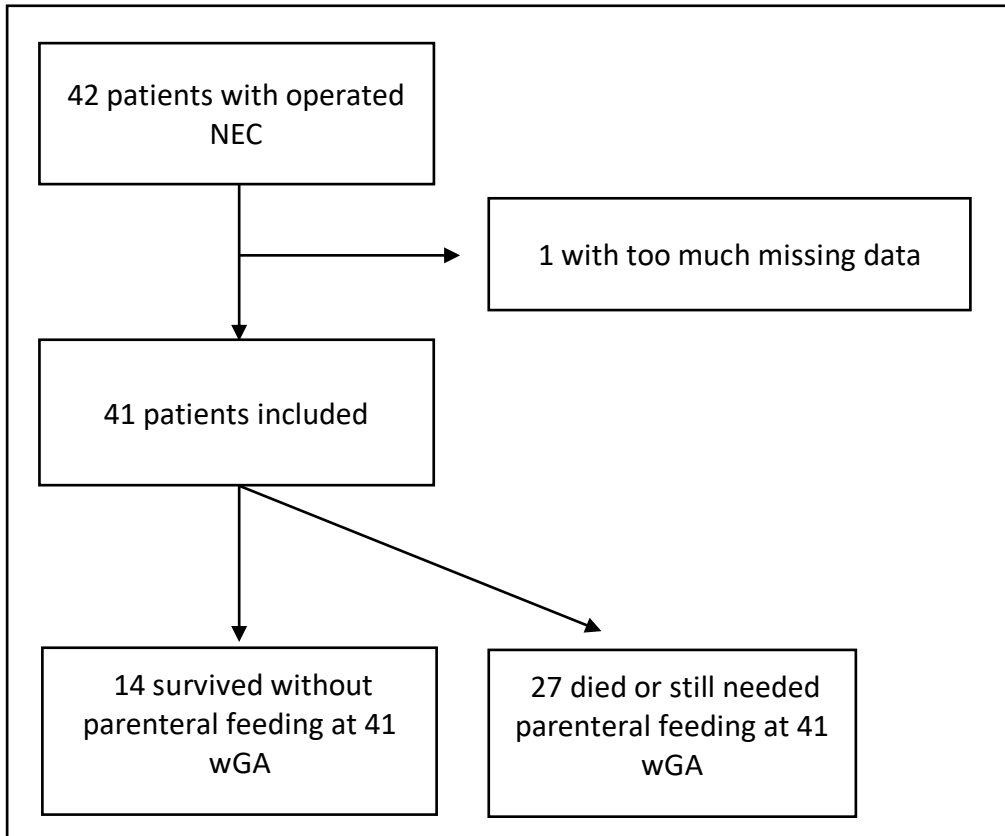 42 patients with operated
NEC
1 with too much missing data
41 patients included
14 survived without
parenteral feeding at 41
wGA
27 died or still needed
parenteral feeding at 41
wGA